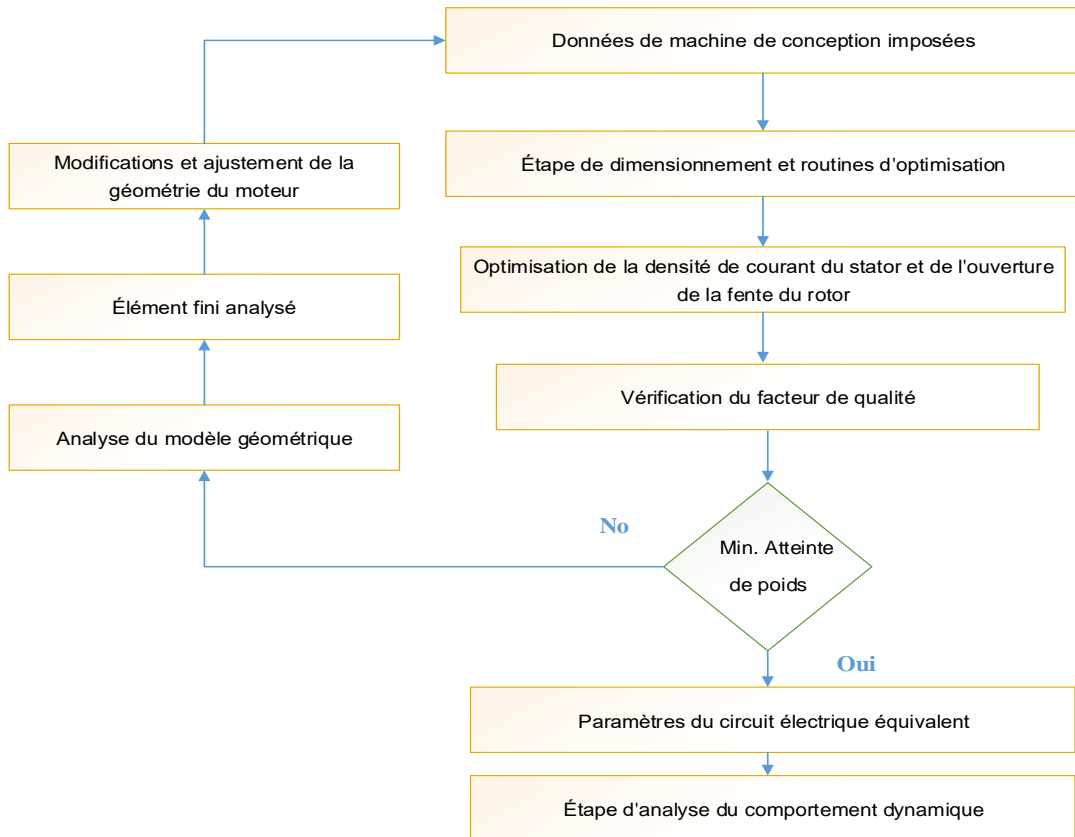 Données de machine de conception imposées
Étape de dimensionnement et routines d'optimisation
Optimisation de la densité de courant du stator et de l'ouverture
de la fente du rotor
Vérification du facteur de qualité
Min. Atteinte
de poids
No
Analyse du modèle géométrique
Élément fini analysé
Modifications et ajustement de la
géométrie du moteur
Oui
Paramètres du circuit électrique équivalent
Étape d'analyse du comportement dynamique